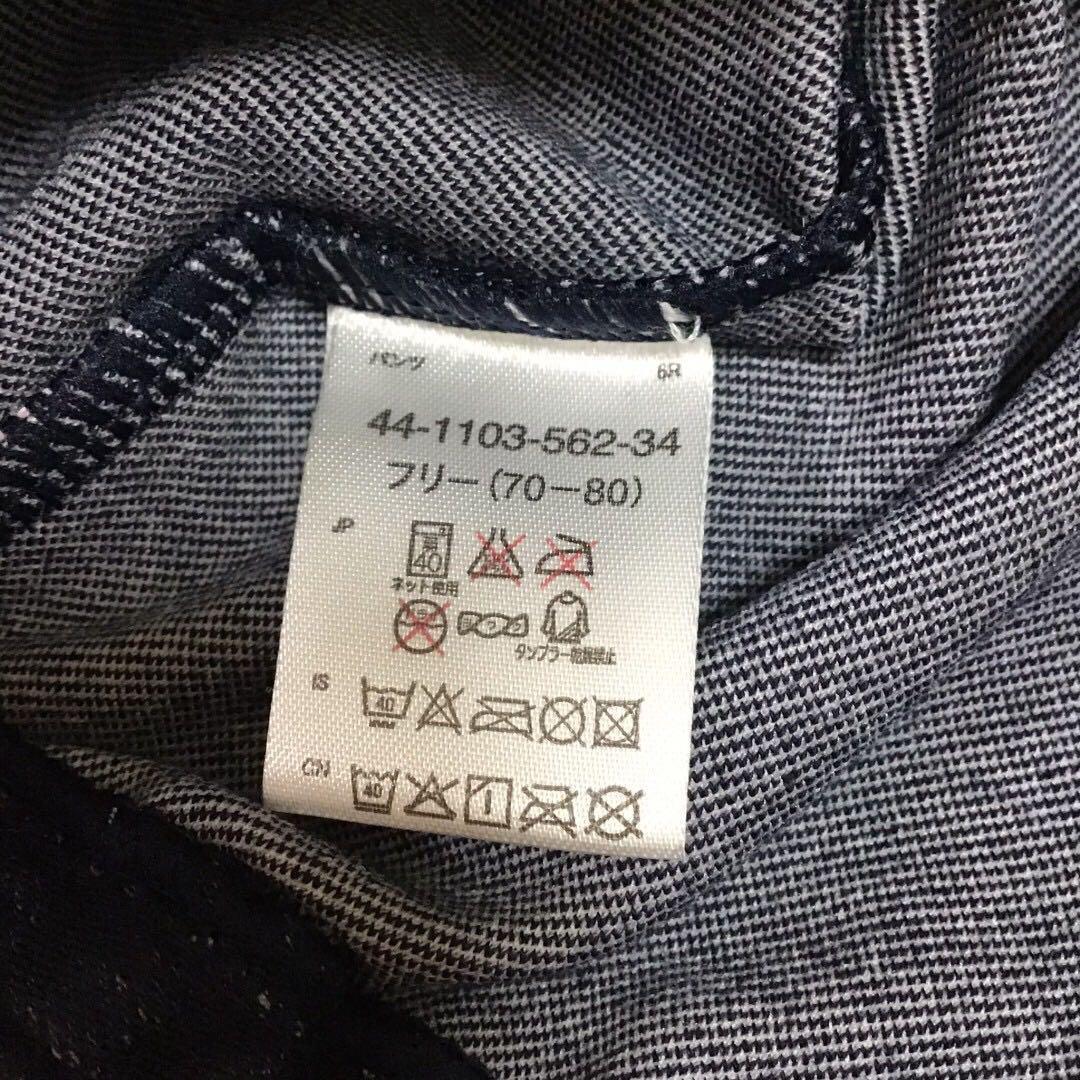 パンツ 6R
44-1103-562-34
フリー(70－80)
JP
40
ネット使用
タンブラー乾燥禁止
IS
40
CN
40